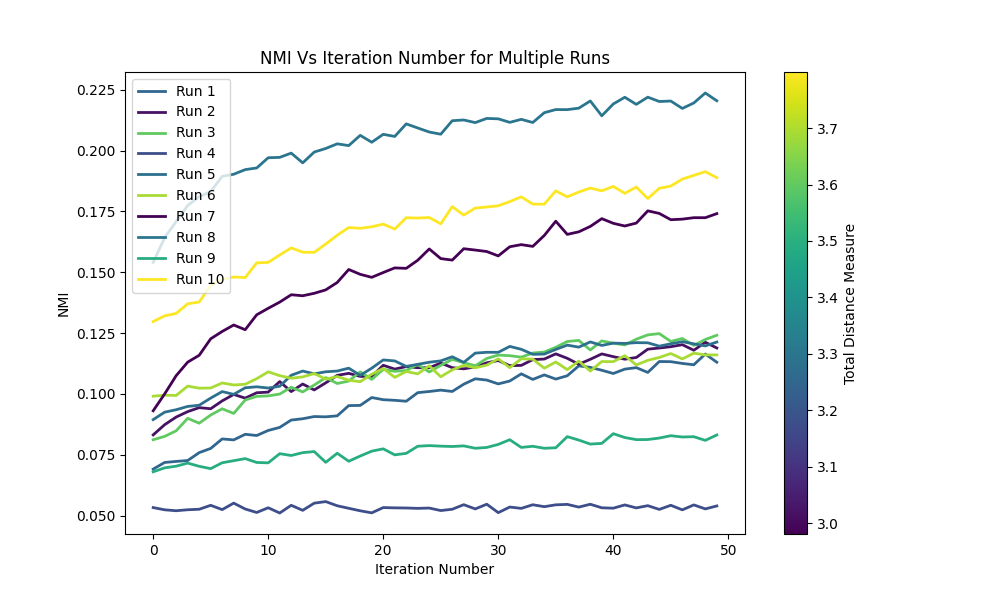 NMI Vs Iteration Number for Multiple Runs
NMI
0.225
0.200
0.175
0.150
0.125
0.100
0.075
0.050
Run 1
Run 2
Run 3
Run 4
Run 5
Run 6
Run 7
Run 8
Run 9
Run 10
0 10 20 30 40 50
Iteration Number
3.7
3.6
3.5
3.4
3.3
3.2
3.1
3.0
Total Distance Measure